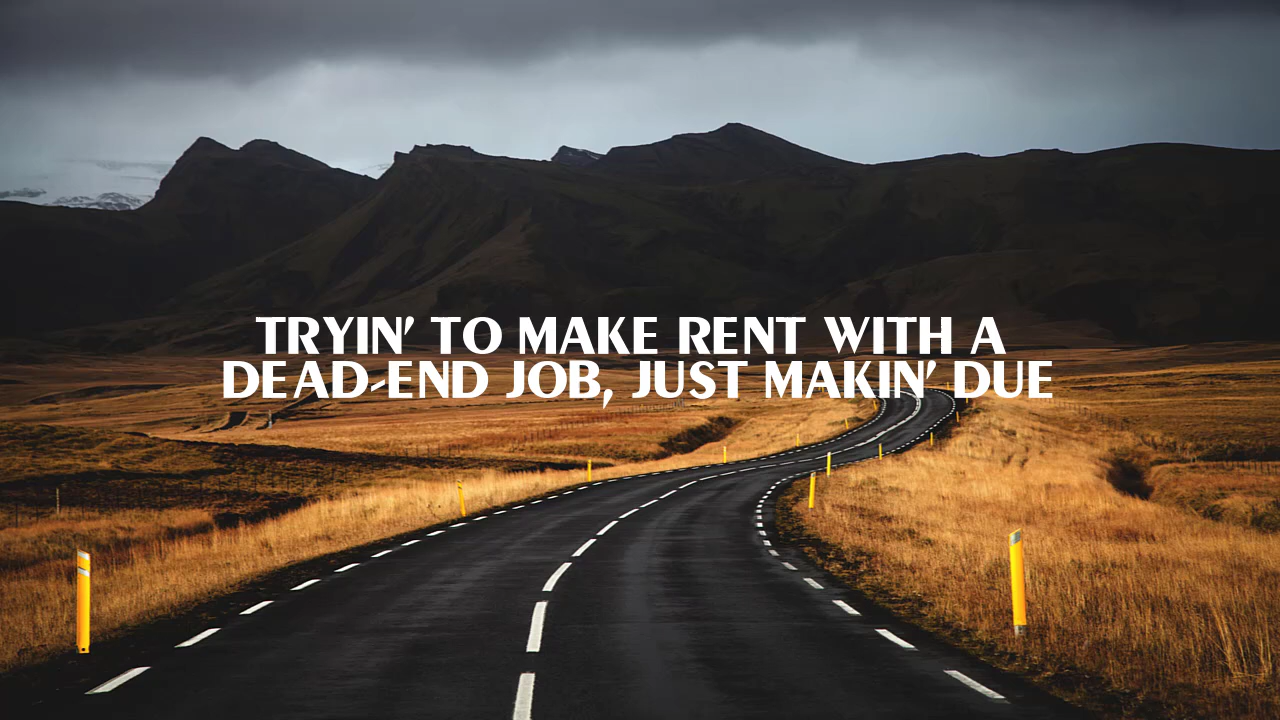 TRYIN' TO MAKE RENT WITH A
DEAD-END JOB, JUST MAKIN' DUE